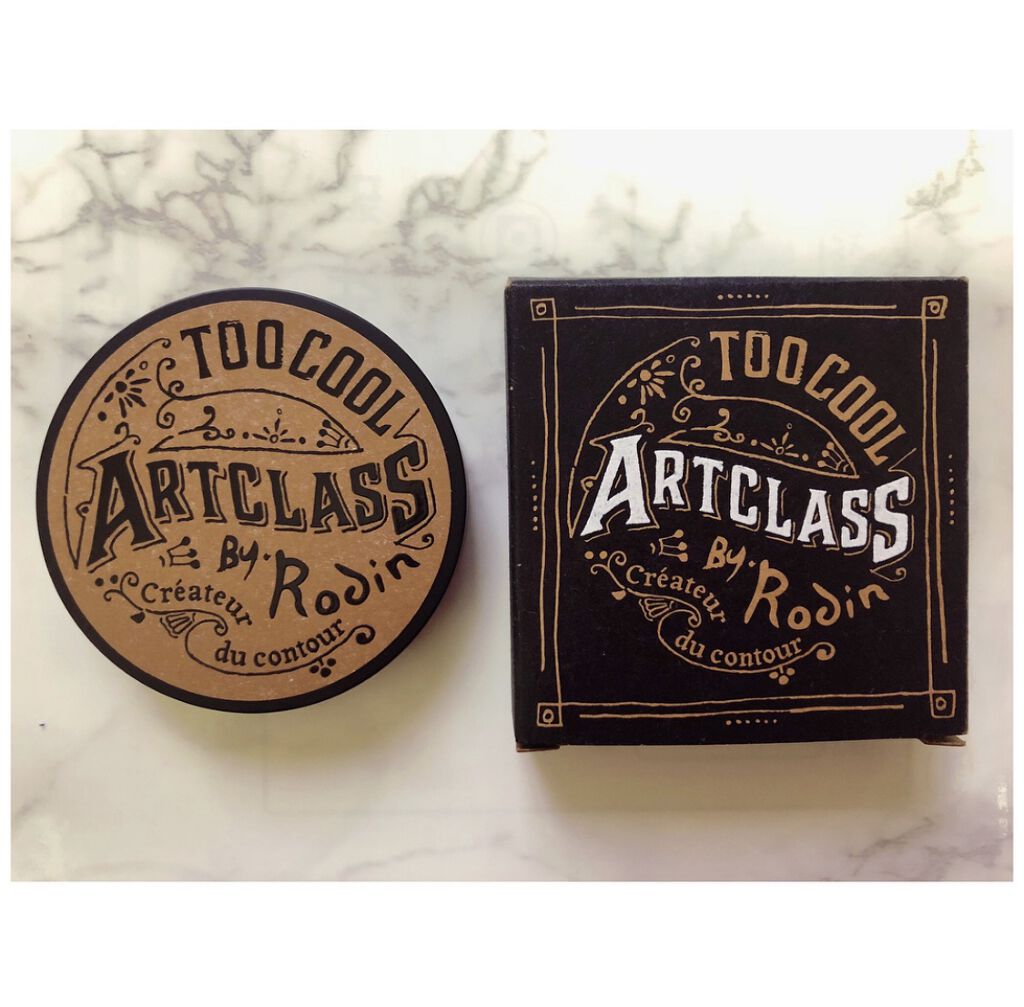 TOO COOL
ARTCLASS
BY. Rodin
Créateur
du contour
TOO COOL
ARTCLASS
BY. Rodin
Créateur
du contour